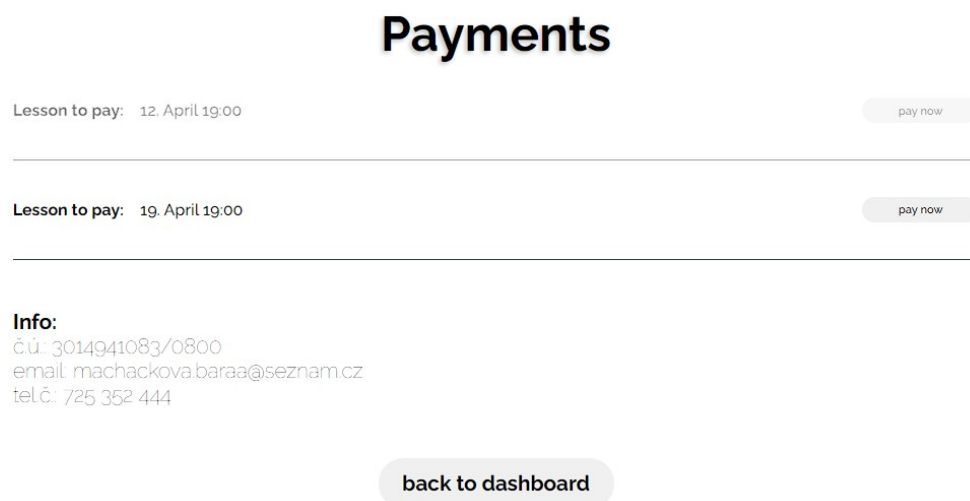 Payments
Lesson to pay: 12. April 19:00 pay now
Lesson to pay: 19. April 19:00 pay now
Info:
č.ú.: 3014941083/0800
email: machackova.baraa@seznam.cz
tel.č.: 725 352 444
back to dashboard